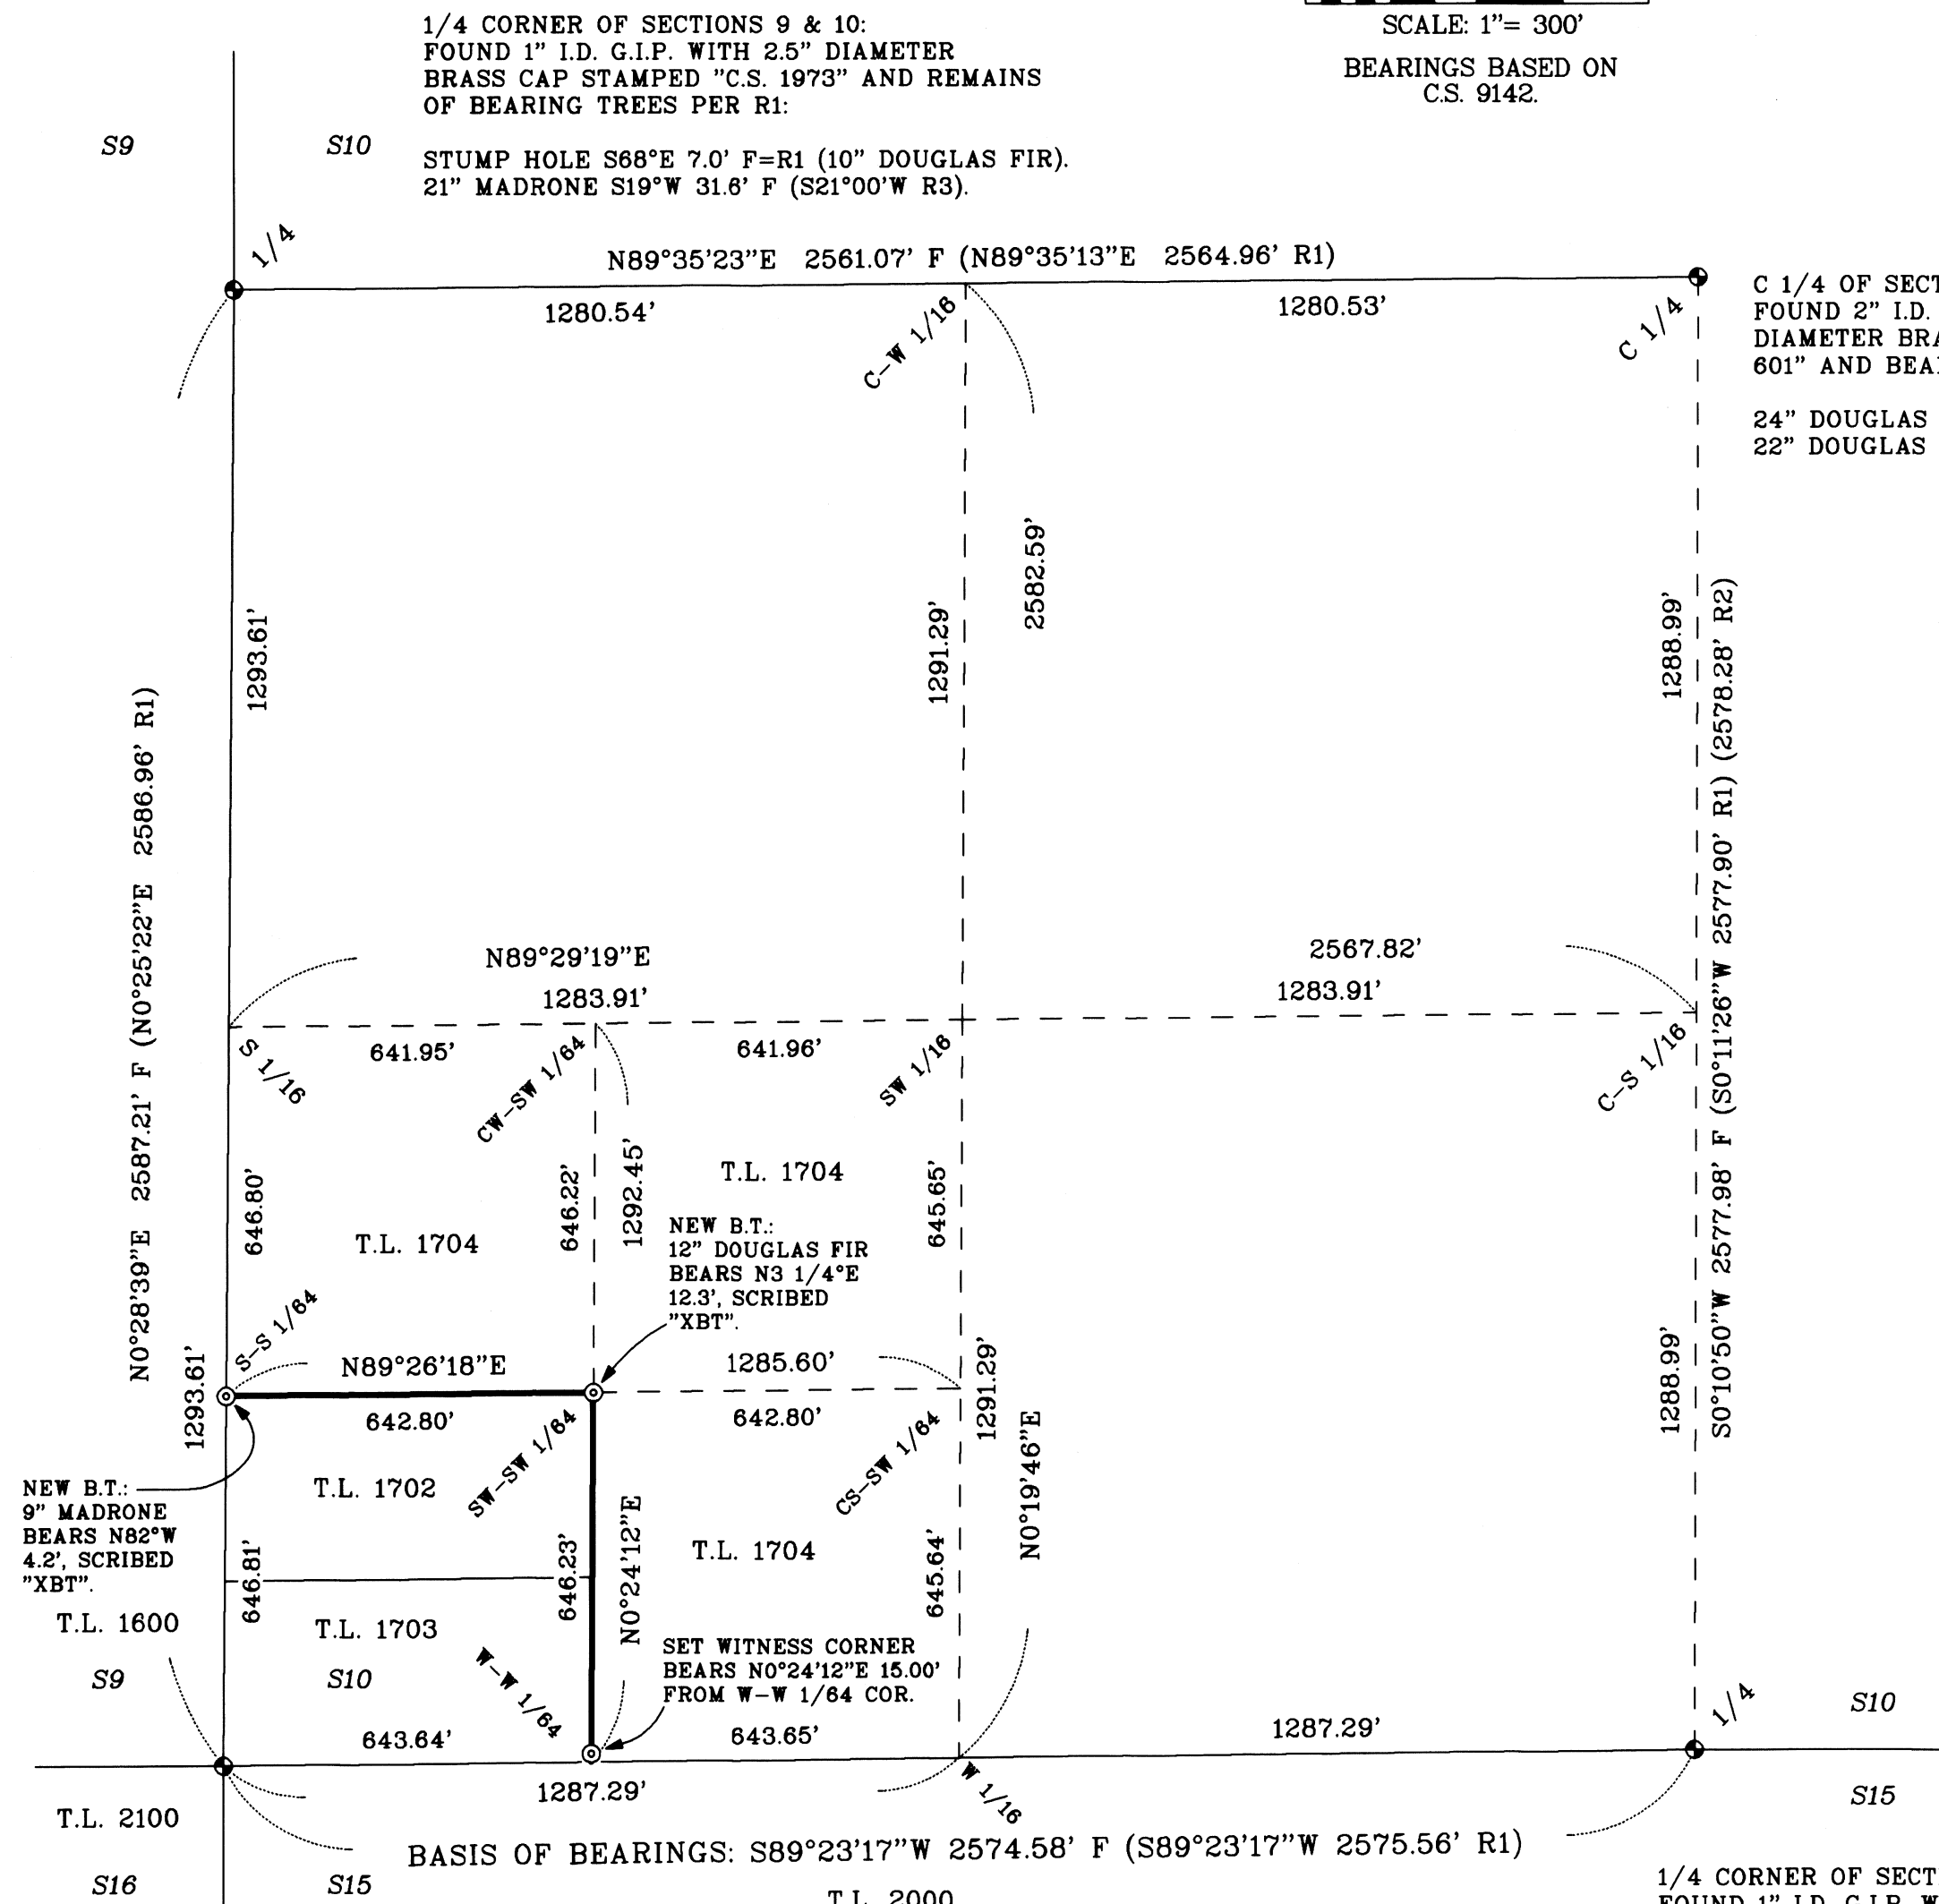 1/4 CORNER OF SECTIONS 9 & 10:
FOUND 1" I.D. G.I.P. WITH 2.5" DIAMETER
BRASS CAP STAMPED "C.S. 1973" AND REMAINS
OF BEARING TREES PER R1:
STUMP HOLE S68°E 7.0' F=R1 (10" DOUGLAS FIR).
21" MADRONE S19°W 31.6' F (S21°00'W R3).
SCALE: 1"= 300'
BEARINGS BASED ON
C.S. 9142.
S9
S10
1/4
N89°35'23"E 2561.07' F (N89°35'13"E 2564.96' R1)
1280.54'
1280.53'
C-W 1/16
C 1/4
C 1/4 OF SECT
FOUND 2" I.D.
DIAMETER BRA
601" AND BEA
24" DOUGLAS
22" DOUGLAS
1293.61'
1291.29'
2582.59'
1288.99'
N0°28'39"E 2587.21' F (N0°25'22"E 2586.96' R1)
S0°10'50"W 2577.98' F (S0°11'26"W 2577.90' R1) (2578.28' R2)
N89°29'19"E
1283.91'
2567.82'
1283.91'
641.95'
641.96'
S 1/16
CW-SW 1/64
SW 1/16
C-S 1/16
646.80'
646.22'
1292.45'
645.65'
T.L. 1704
T.L. 1704
NEW B.T.:
12" DOUGLAS FIR
BEARS N3 1/4°E
12.3', SCRIBED
"XBT".
S-S 1/64
N89°26'18"E
1285.60'
1293.61'
1291.29'
1288.99'
642.80'
642.80'
SW-SW 1/64
CS-SW 1/64
N0°19'46"E
NEW B.T.:
9" MADRONE
BEARS N82°W
4.2', SCRIBED
"XBT".
T.L. 1702
646.81'
646.23'
N0°24'12"E
T.L. 1704
645.64'
T.L. 1600
T.L. 1703
S9
S10
W-W 1/64
SET WITNESS CORNER
BEARS N0°24'12"E 15.00'
FROM W-W 1/64 COR.
643.64'
643.65'
1287.29'
1/4
S10
1287.29'
W 1/16
S15
T.L. 2100
BASIS OF BEARINGS: S89°23'17"W 2574.58' F (S89°23'17"W 2575.56' R1)
S16
S15
T.L. 2000
1/4 CORNER OF SECT
FOUND 1" I.D. G.I.P. W